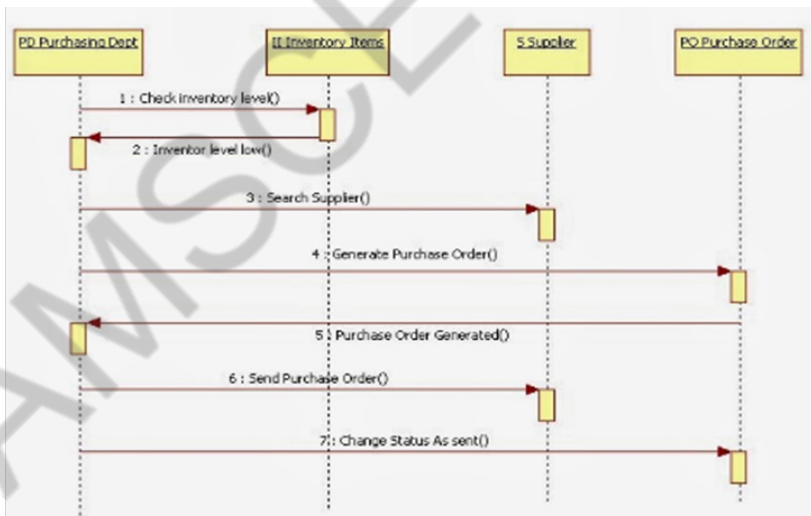 PD Purchasing Dept
II Inventory Items
S Supplier
PO Purchase Order
1 : Check inventory level()
2 : Inventor level low()
3 : Search Supplier()
4 : Generate Purchase Order()
5 : Purchase Order Generated()
6 : Send Purchase Order()
7 : Change Status As sent()
AMSCE